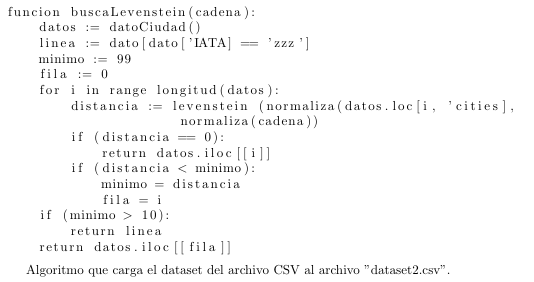 funcion buscaLevenstein(cadena):
datos := datoCiudad()
linea := dato[dato['IATA] == 'zzz']
minimo := 99
fila := 0
for i in range longitud(datos):
distancia := levenstein (normaliza(datos.loc[i, 'cities],
normaliza(cadena))
if (distancia == 0):
return datos.iloc[[i]]
if (distancia < minimo):
minimo = distancia
fila = i
if (minimo > 10):
return linea
return datos.iloc[[fila]]
Algoritmo que carga el dataset del archivo CSV al archivo "dataset2.csv".